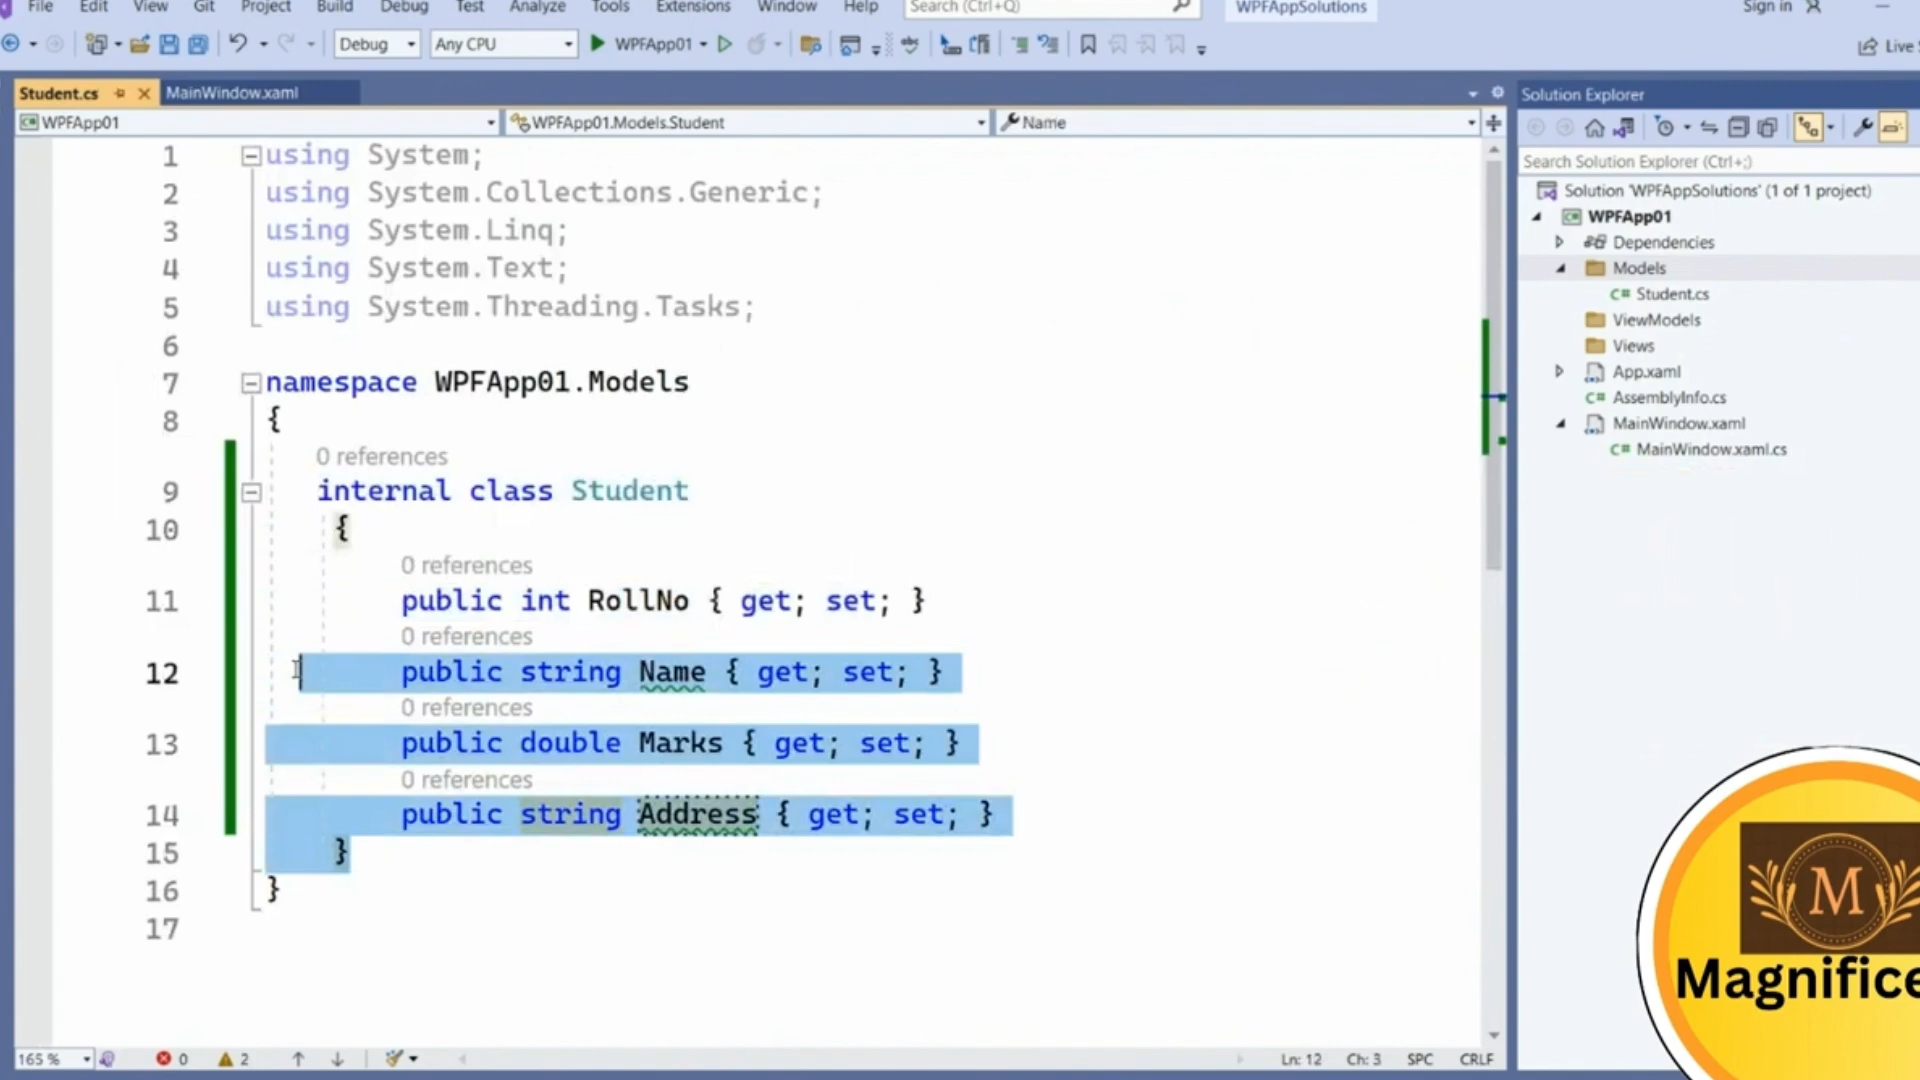 File Edit View Git Project Build Debug Test Analyze Tools Extensions Window Help Search (Ctrl+Q) WPFAppSolutions Sign in
Debug Any CPU WPFApp01 Live
Student.cs MainWindow.xaml
WPFApp01 WPFApp01.Models.Student Name
1 using System;
2 using System.Collections.Generic;
3 using System.Linq;
4 using System.Text;
5 using System.Threading.Tasks;
6
7 namespace WPFApp01.Models
8 {
0 references
9 internal class Student
10 {
0 references
11 public int RollNo { get; set; }
0 references
12 public string Name { get; set; }
0 references
13 public double Marks { get; set; }
0 references
14 public string Address { get; set; }
15 }
16 }
17
165 % 0 2 Ln: 12 Ch: 3 SPC CRLF
Solution Explorer
Search Solution Explorer (Ctrl+;)
Solution 'WPFAppSolutions' (1 of 1 project)
WPFApp01
Dependencies
Models
C# Student.cs
ViewModels
Views
App.xaml
C# AssemblyInfo.cs
MainWindow.xaml
C# MainWindow.xaml.cs
M
Magnifice